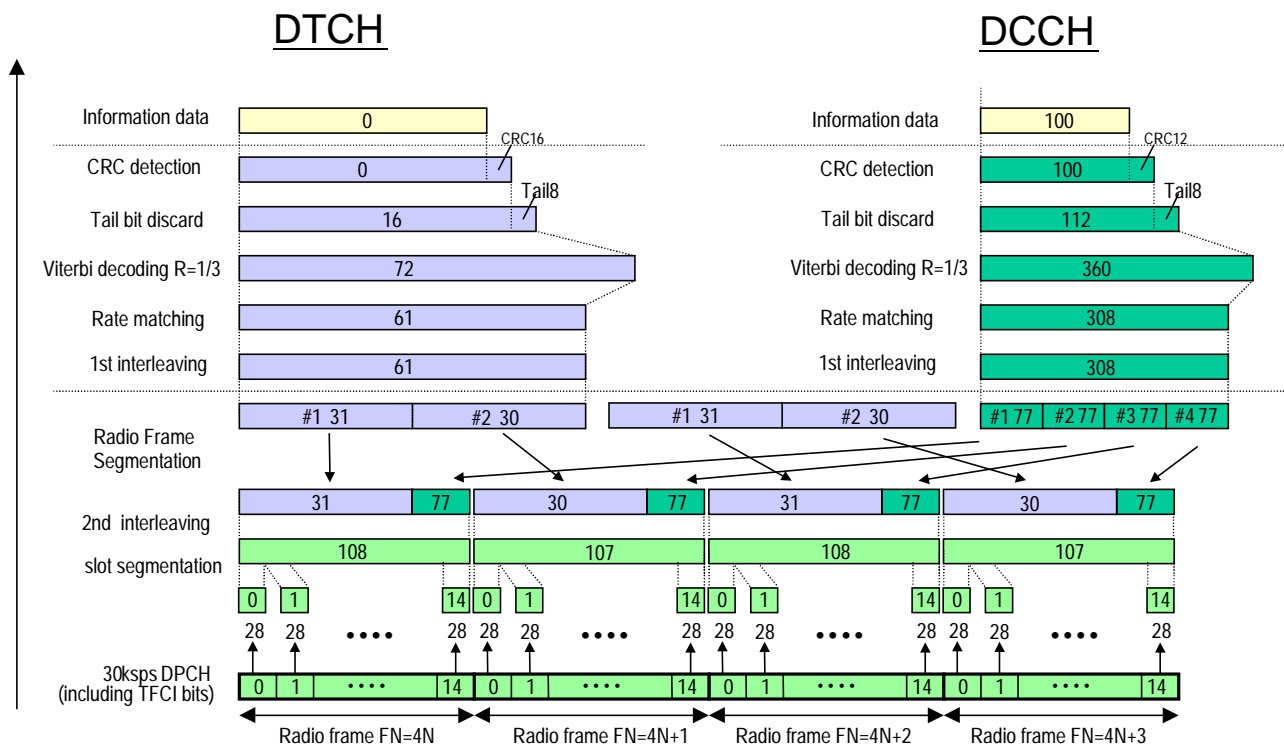 DTCH DCCH
Information data 0 Information data 100
CRC16 CRC12
CRC detection 0 CRC detection 100
Tail8 Tail8
Tail bit discard 16 Tail bit discard 112
Viterbi decoding R=1/3 72 Viterbi decoding R=1/3 360
Rate matching 61 Rate matching 308
1st interleaving 61 1st interleaving 308
#1 31 #2 30 #1 31 #2 30 #1 77 #2 77 #3 77 #4 77
Radio Frame
Segmentation
31 77 30 77 31 77 30 77
2nd interleaving
108 107 108 107
slot segmentation
0 1 14 0 1 14 0 1 14 0 1 14
28 28 •••• 28 28 28 •••• 28 28 28 •••• 28 28 28 •••• 28
30ksps DPCH
(including TFCI bits)
0 1 •••• 14 0 1 •••• 14 0 1 •••• 14 0 1 •••• 14
Radio frame FN=4N Radio frame FN=4N+1 Radio frame FN=4N+2 Radio frame FN=4N+3